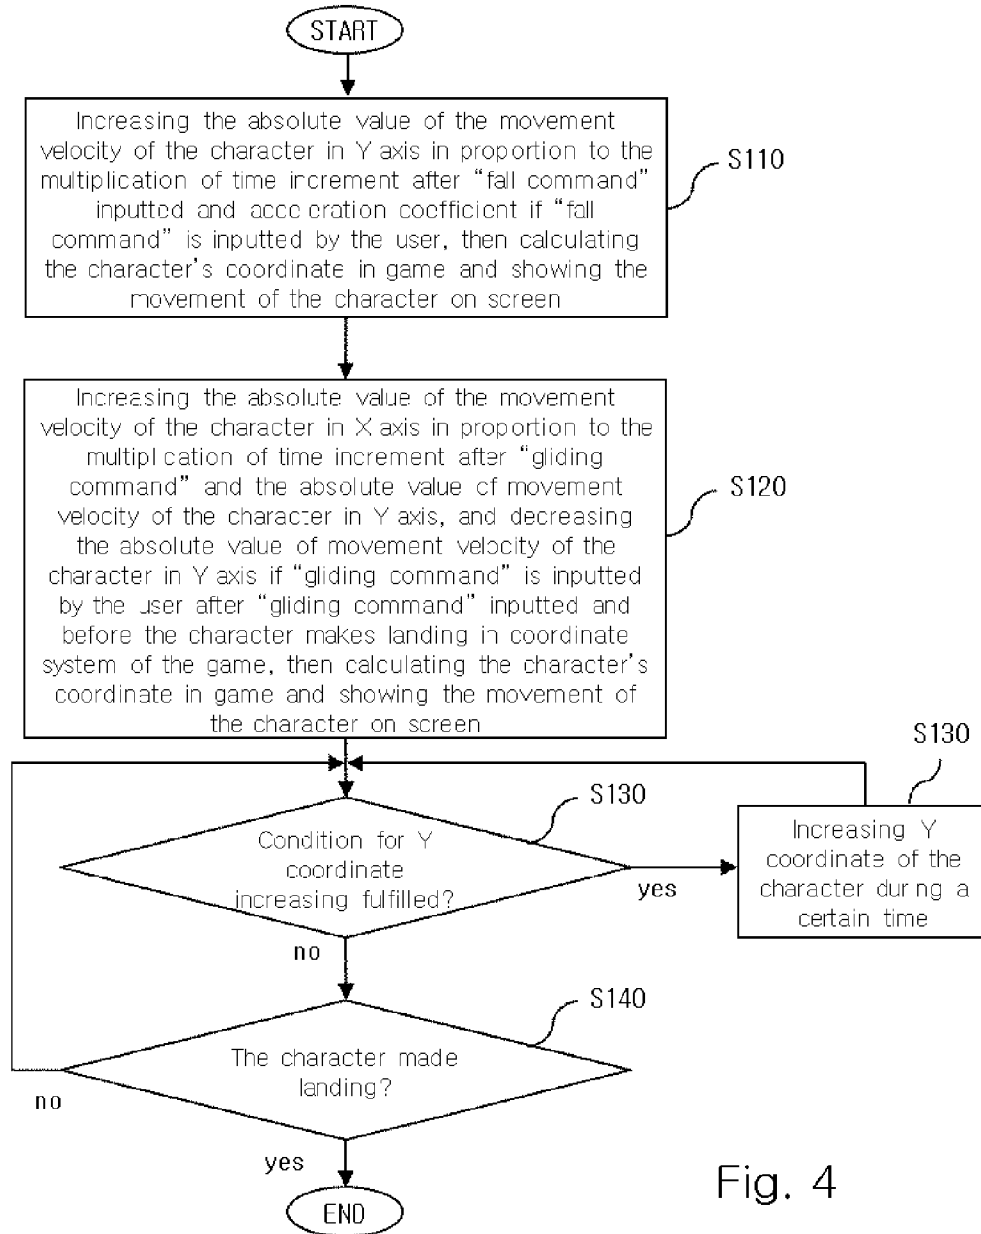 START
Increasing the absolute value of the movement
velocity of the character in Y axis in proportion to the
multiplication of time increment after “fall command”
inputted and acceleration coefficient if “fall
command” is inputted by the user, then calculating
the character’s coordinate in game and showing the
movement of the character on screen
S110
Increasing the absolute value of the movement
velocity of the character in X axis in proportion to the
multiplication of time increment after “gliding
command” and the absolute value of movement
velocity of the character in Y axis, and decreasing
the absolute value of movement velocity of the
character in Y axis if “gliding command” is inputted
by the user after “gliding command” inputted and
before the character makes landing in coordinate
system of the game, then calculating the character’s
coordinate in game and showing the movement of
the character on screen
S120
S130
Condition for Y
coordinate
increasing fulfilled?
yes
S130
Increasing Y
coordinate of the
character during a
certain time
no
S140
The character made
landing?
no
yes
END
Fig. 4